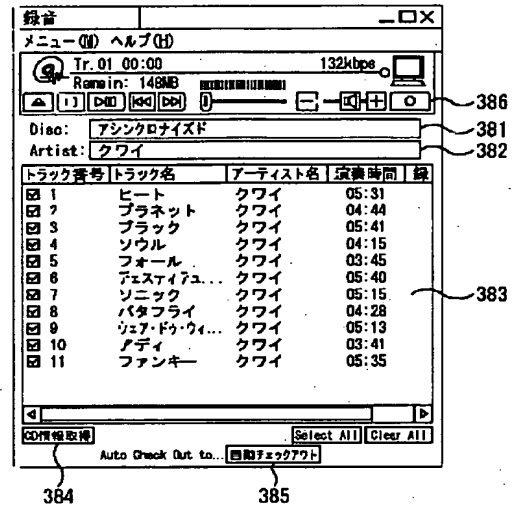 録音
メニュー(M) ヘルプ(H)
Tr.01 00:00 132kbps
Remain: 148MB
386
Disc: アシンクロナイズド 381
Artist: クワイ 382
トラック番号 トラック名 アーティスト名 演奏時間 録
1 ヒート クワイ 05:31
2 プラネット クワイ 04:44
3 ブラック クワイ 05:41
4 ソウル クワイ 04:15
5 フォール クワイ 03:45
6 クワイ 05:40
7 ソニック クワイ 05:15
383
8 バタフライ クワイ 04:28
9 ウェア・ドゥ・ウィ... クワイ 05:13
10 アディ クワイ 03:41
11 ファンキー クワイ 05:35
CD情報取得 Select All Clear All
Auto Check Out to... 自動チェックアウト
384 385